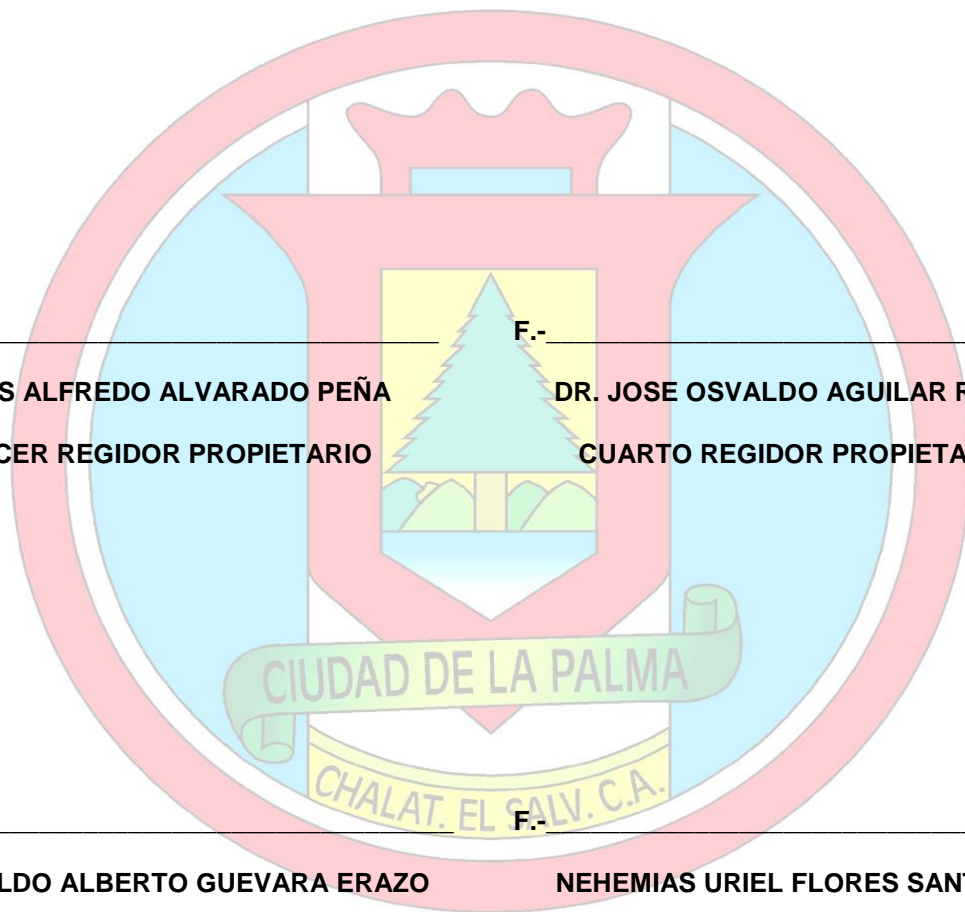 F.-
S ALFREDO ALVARADO PEÑA DR. JOSE OSVALDO AGUILAR R
CER REGIDOR PROPIETARIO CUARTO REGIDOR PROPIETA
CIUDAD DE LA PALMA
CHALAT. EL SALV. C.A.
F.-
LDO ALBERTO GUEVARA ERAZO NEHEMIAS URIEL FLORES SANT